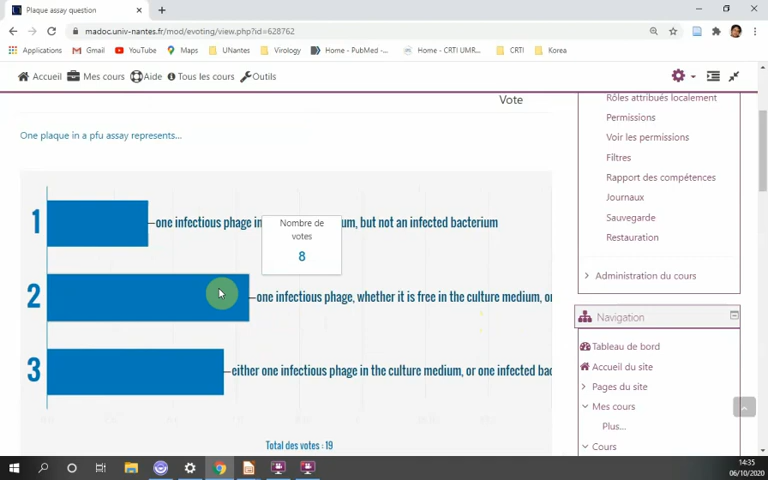 Plaque assay question
madoc.univ-nantes.fr/mod/evoting/view.php?id=628762
Applications Gmail YouTube Maps UNantes Virology Home - PubMed - Home - CRTI UMR... CRTI Korea
Accueil Mes cours Aide Tous les cours Outils
Vote
One plaque in a pfu assay represents...
1 one infectious phage in um, but not an infected bacterium
Nombre de
votes
8
2 one infectious phage, whether it is free in the culture medium, o
3 either one infectious phage in the culture medium, or one infected bac
Total des votes : 19
Rôles attribués localement
Permissions
Voir les permissions
Filtres
Rapport des compétences
Journaux
Sauvegarde
Restauration
Administration du cours
Navigation
Tableau de bord
Accueil du site
Pages du site
Mes cours
Plus...
Cours
14:35
06/10/2020